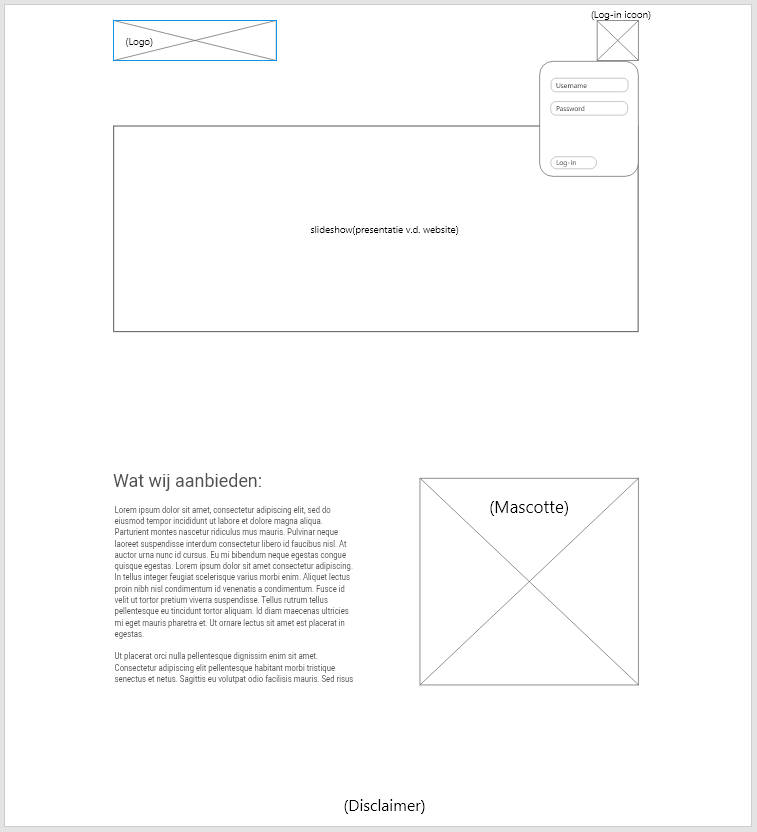 (Log-in icoon)
(Logo)
Username
Password
Log-In
slideshow(presentatie v.d. website)
Wat wij aanbieden:
Lorem ipsum dolor sit amet, consectetur adipiscing elit, sed do
eiusmod tempor incididunt ut labore et dolore magna aliqua.
Parturient montes nascetur ridiculus mus mauris. Pulvinar neque
laoreet suspendisse interdum consectetur libero id faucibus nisl. At
auctor urna nunc id cursus. Eu mi bibendum neque egestas congue
quisque egestas. Lorem ipsum dolor sit amet consectetur adipiscing.
In tellus integer feugiat scelerisque varius morbi enim. Aliquet lectus
proin nibh nisl condimentum id venenatis a condimentum. Fusce id
velit ut tortor pretium viverra suspendisse. Tellus rutrum tellus
pellentesque eu tincidunt tortor aliquam. Id diam maecenas ultricies
mi eget mauris pharetra et. Ut ornare lectus sit amet est placerat in
egestas.
Ut placerat orci nulla pellentesque dignissim enim sit amet.
Consectetur adipiscing elit pellentesque habitant morbi tristique
senectus et netus. Sagittis eu volutpat odio facilisis mauris. Sed risus
(Mascotte)
(Disclaimer)